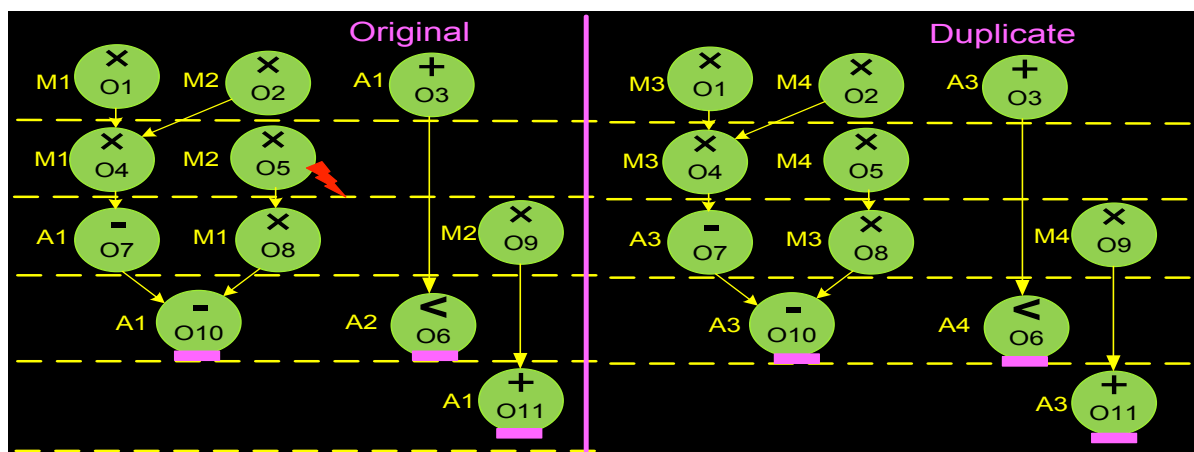 Original
Duplicate
M1 × O1 M2 × O2 A1 + O3
M3 × O1 M4 × O2 A3 + O3
M1 × O4 M2 × O5
M3 × O4 M4 × O5
A1 - O7 M1 × O8 M2 × O9
A3 - O7 M3 × O8 M4 × O9
A1 - O10 A2 < O6
A3 - O10 A4 < O6
A1 + O11
A3 + O11